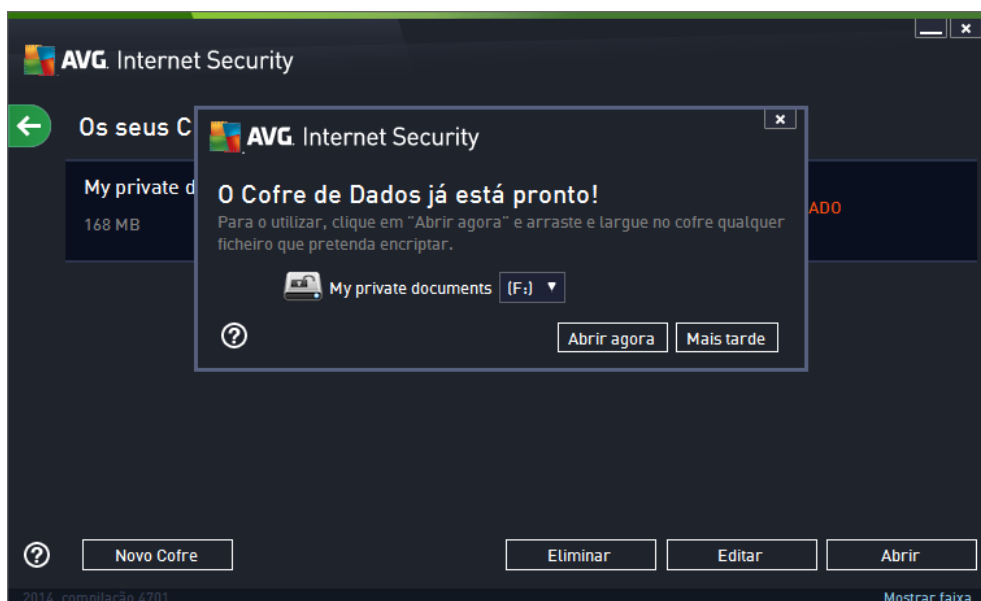 AVG. Internet Security
Os seus C
AVG. Internet Security
My private d
168 MB
ADO
O Cofre de Dados já está pronto!
Para o utilizar, clique em "Abrir agora" e arraste e largue no cofre qualquer
ficheiro que pretenda encriptar.
My private documents (F:)
Abrir agora Mais tarde
Novo Cofre Eliminar Editar Abrir
2014 compilação 4701 Mostrar faixa